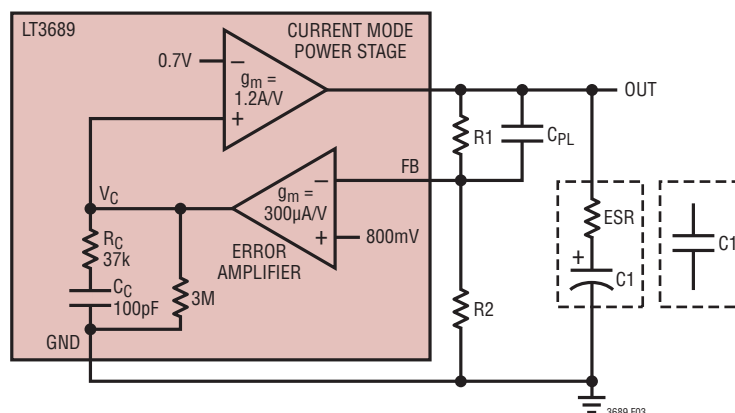 LT3689
CURRENT MODE
POWER STAGE
0.7V
−
gm =
1.2A/V
+
OUT
R1
CPL
FB
VC
−
gm =
300µA/V
+
800mV
ERROR
AMPLIFIER
RC
37k
CC
100pF
3M
GND
R2
ESR
+
C1
C1
3689 F03